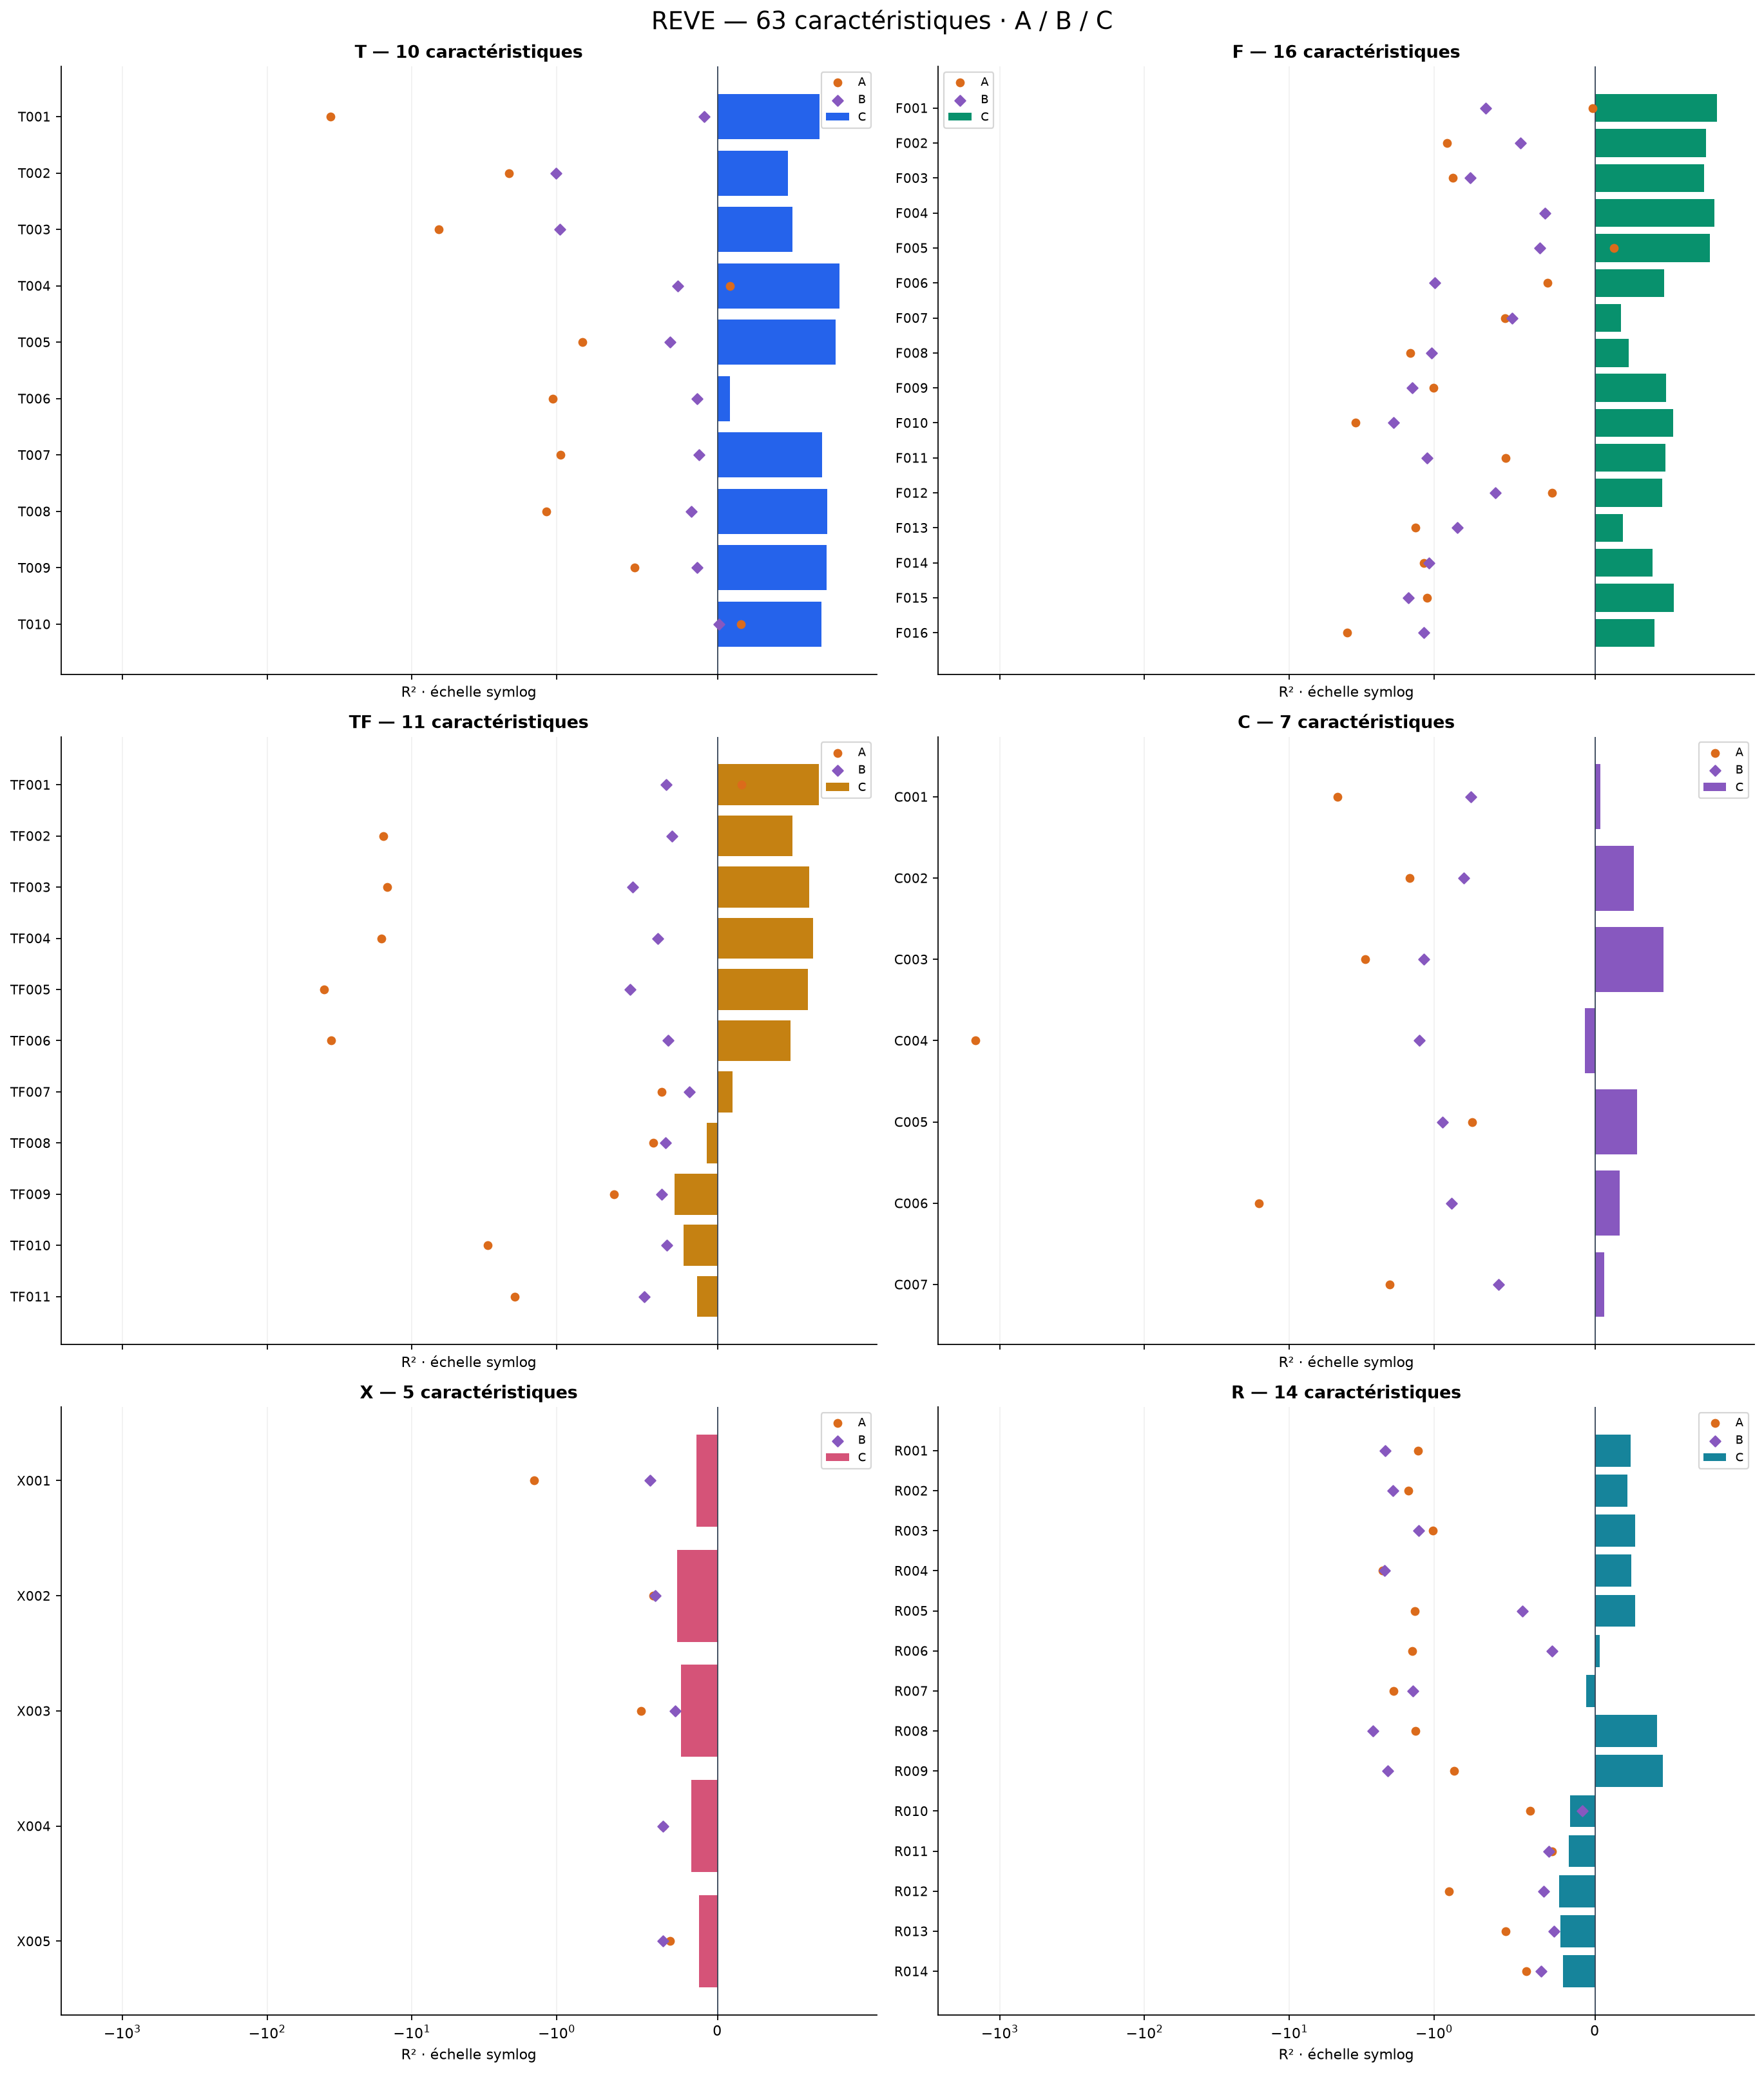 REVE — 63 caractéristiques · A / B / C
T — 10 caractéristiques
A
B
C
T001
T002
T003
T004
T005
T006
T007
T008
T009
T010
R² · échelle symlog
F — 16 caractéristiques
A
B
C
F001
F002
F003
F004
F005
F006
F007
F008
F009
F010
F011
F012
F013
F014
F015
F016
R² · échelle symlog
TF — 11 caractéristiques
A
B
C
TF001
TF002
TF003
TF004
TF005
TF006
TF007
TF008
TF009
TF010
TF011
R² · échelle symlog
C — 7 caractéristiques
A
B
C
C001
C002
C003
C004
C005
C006
C007
R² · échelle symlog
X — 5 caractéristiques
A
B
C
X001
X002
X003
X004
X005
−10³ −10² −10¹ −10⁰ 0
R² · échelle symlog
R — 14 caractéristiques
A
B
C
R001
R002
R003
R004
R005
R006
R007
R008
R009
R010
R011
R012
R013
R014
−10³ −10² −10¹ −10⁰ 0
R² · échelle symlog